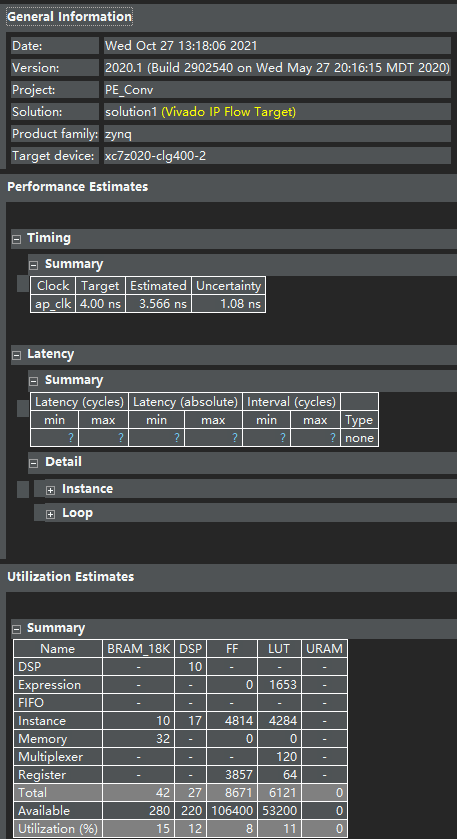 General Information
Date: Wed Oct 27 13:18:06 2021
Version: 2020.1 (Build 2902540 on Wed May 27 20:16:15 MDT 2020)
Project: PE_Conv
Solution: solution1 (Vivado IP Flow Target)
Product family: zynq
Target device: xc7z020-clg400-2
Performance Estimates
Timing
Summary
Clock Target Estimated Uncertainty
ap_clk 4.00 ns 3.566 ns 1.08 ns
Latency
Summary
Latency (cycles) Latency (absolute) Interval (cycles)
min max min max min max Type
? ? ? ? ? ? none
Detail
Instance
Loop
Utilization Estimates
Summary
Name BRAM_18K DSP FF LUT URAM
DSP - 10 - - -
Expression - - 0 1653 -
FIFO - - - - -
Instance 10 17 4814 4284 -
Memory 32 - 0 0 -
Multiplexer - - - 120 -
Register - - 3857 64 -
Total 42 27 8671 6121 0
Available 280 220 106400 53200 0
Utilization (%) 15 12 8 11 0